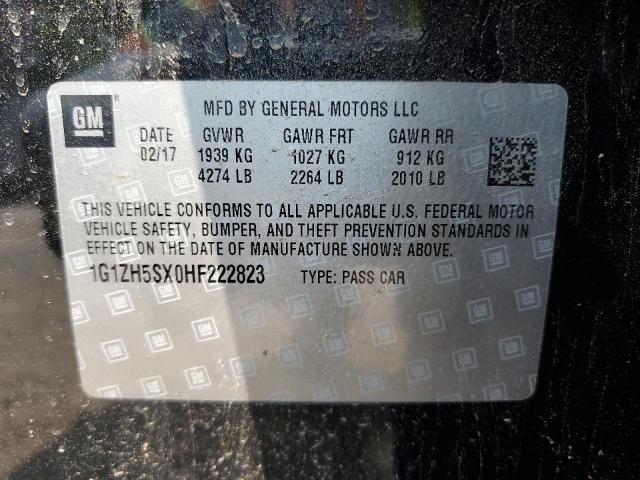 GM
MFD BY GENERAL MOTORS LLC
DATE GVWR GAWR FRT GAWR RR
02/17 1939 KG 1027 KG 912 KG
4274 LB 2264 LB 2010 LB
THIS VEHICLE CONFORMS TO ALL APPLICABLE U.S. FEDERAL MOTOR
VEHICLE SAFETY, BUMPER, AND THEFT PREVENTION STANDARDS IN
EFFECT ON THE DATE OF MANUFACTURE SHOWN ABOVE.
1G1ZH5SX0HF222823 TYPE: PASS CAR